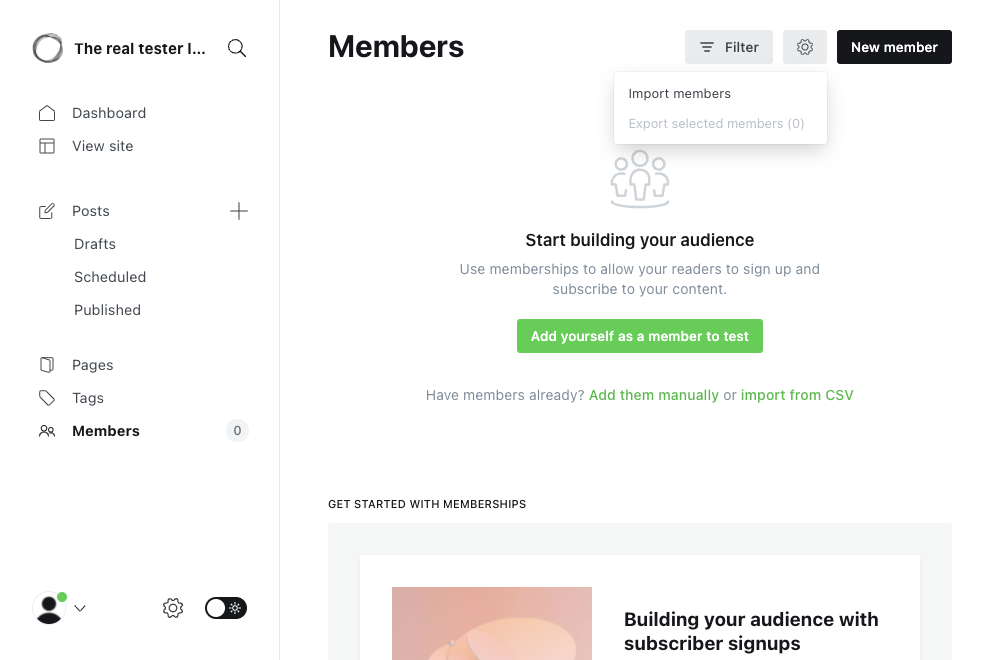 The real tester l...
Dashboard
View site
Posts
Drafts
Scheduled
Published
Pages
Tags
Members
0
Members
Filter
New member
Import members
Export selected members (0)
Start building your audience
Use memberships to allow your readers to sign up and
subscribe to your content.
Add yourself as a member to test
Have members already? Add them manually or import from CSV
GET STARTED WITH MEMBERSHIPS
Building your audience with
subscriber signups